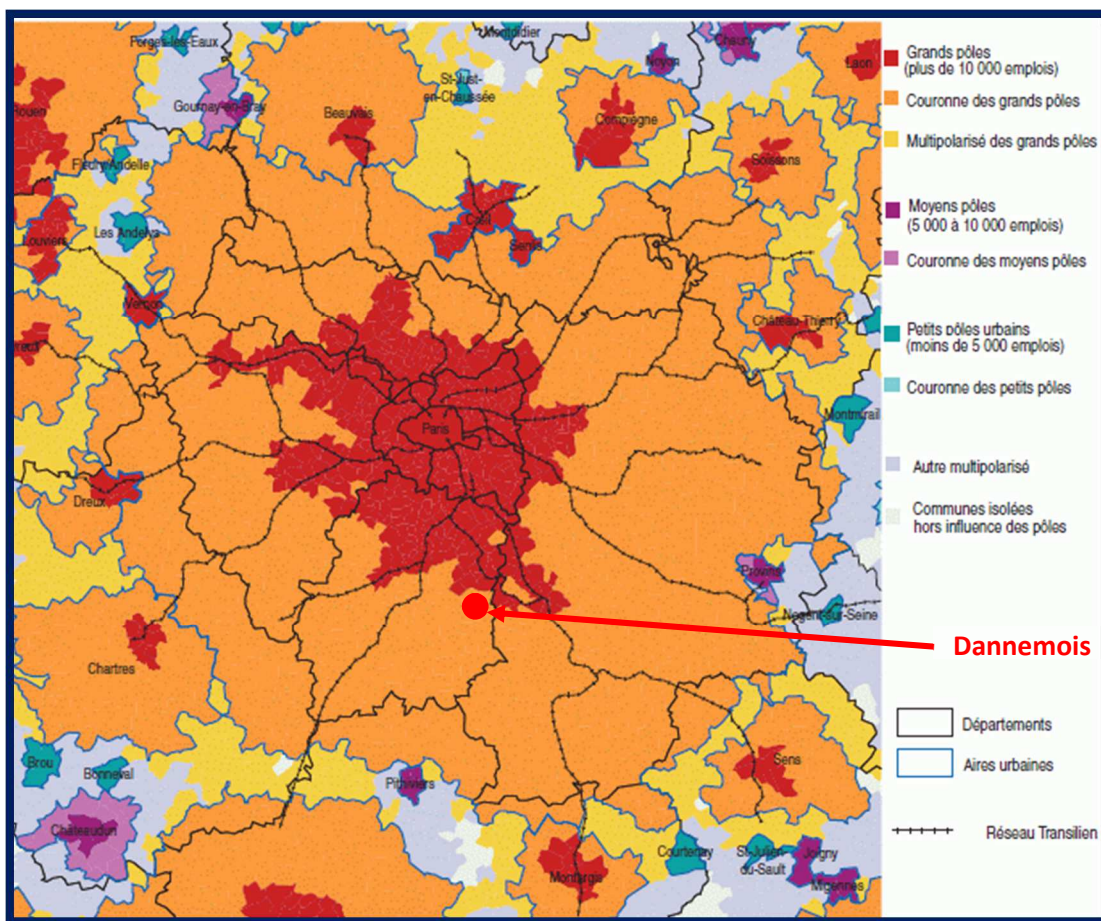 Forges-les-Eaux
Montdidier
Chauny
Noyon
Laon
St-Just-
en-Chaussée
Gournay-en-Bray
Beauvais
Compiègne
Rouen
Soissons
Fleury/Andelle
Les Andelys
Creil
Senlis
Louviers
Vernon
Château-Thierry
Paris
Montmirail
Dreux
Provins
Nogent-sur-Seine
Chartres
Brou
Bonneval
Pithiviers
Sens
Châteaudun
Courtenay
St-Julien-
du-Sault
Joigny
Migennes
Montargis
Grands pôles
(plus de 10 000 emplois)
Couronne des grands pôles
Multipolarisé des grands pôles
Moyens pôles
(5 000 à 10 000 emplois)
Couronne des moyens pôles
Petits pôles urbains
(moins de 5 000 emplois)
Couronne des petits pôles
Autre multipolarisé
Communes isolées
hors influence des pôles
Dannemois
Départements
Aires urbaines
Réseau Transilien